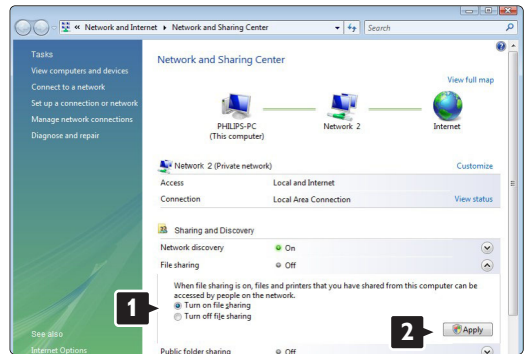 « Network and Internet ▸ Network and Sharing Center
Search
Tasks
View computers and devices
Connect to a network
Set up a connection or network
Manage network connections
Diagnose and repair
See also
Internet Options
Network and Sharing Center
View full map
PHILIPS-PC
(This computer)
Network 2
Internet
Network 2 (Private network)
Customize
Access
Local and Internet
Connection
Local Area Connection
View status
Sharing and Discovery
Network discovery
On
File sharing
Off
When file sharing is on, files and printers that you have shared from this computer can be
accessed by people on the network.
1
Turn on file sharing
Turn off file sharing
2
Apply
Public folder sharing
Off